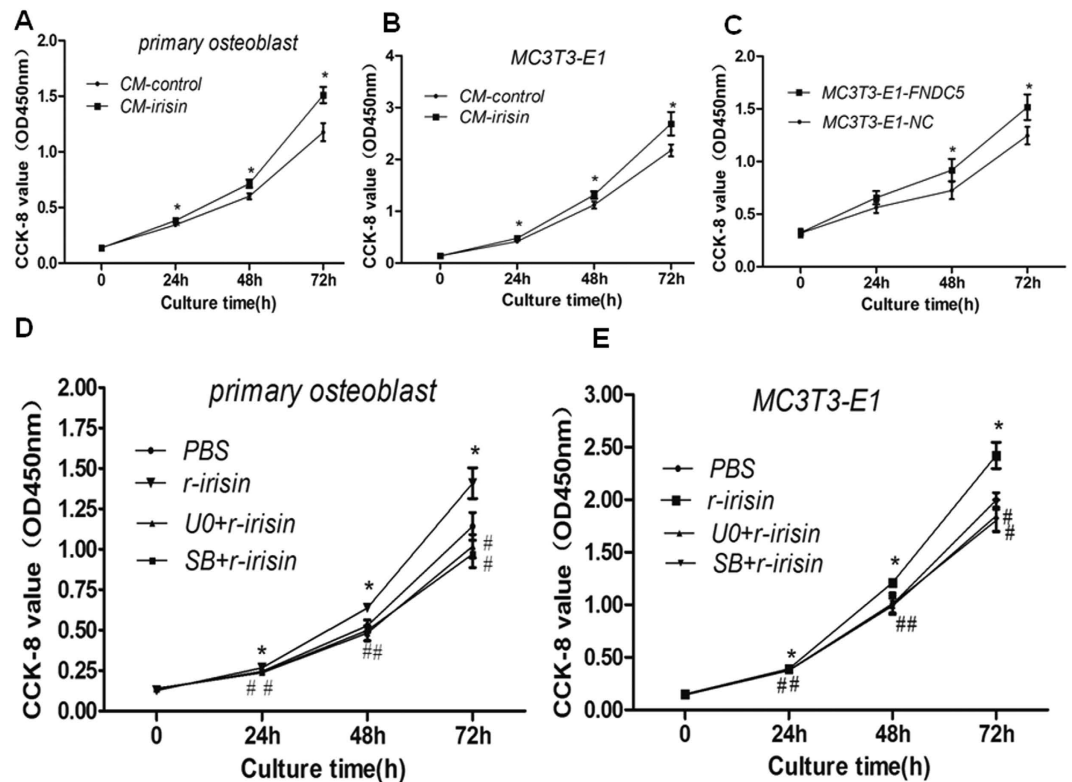 A
primary osteoblast
CCK-8 value (OD450nm)
2.0
1.5
1.0
0.5
0.0
CM-control
CM-irisin
*
*
*
0 24h 48h 72h
Culture time(h)
B
MC3T3-E1
CCK-8 value (OD450nm)
4
3
2
1
0
CM-control
CM-irisin
*
*
*
0 24h 48h 72h
Culture time(h)
C
CCK-8 value (OD450nm)
2.0
1.5
1.0
0.5
0.0
MC3T3-E1-FNDC5
MC3T3-E1-NC
*
*
0 24h 48h 72h
Culture time(h)
D
primary osteoblast
CCK-8 value (OD450nm)
2.00
1.75
1.50
1.25
1.00
0.75
0.50
0.25
0.00
PBS
r-irisin
U0+r-irisin
SB+r-irisin
*
*
*
# #
##
#
#
0 24h 48h 72h
Culture time(h)
E
MC3T3-E1
CCK-8 value (OD450nm)
3.00
2.50
2.00
1.50
1.00
0.50
0.00
PBS
r-irisin
U0+r-irisin
SB+r-irisin
*
*
*
##
##
#
#
0 24h 48h 72h
Culture time(h)